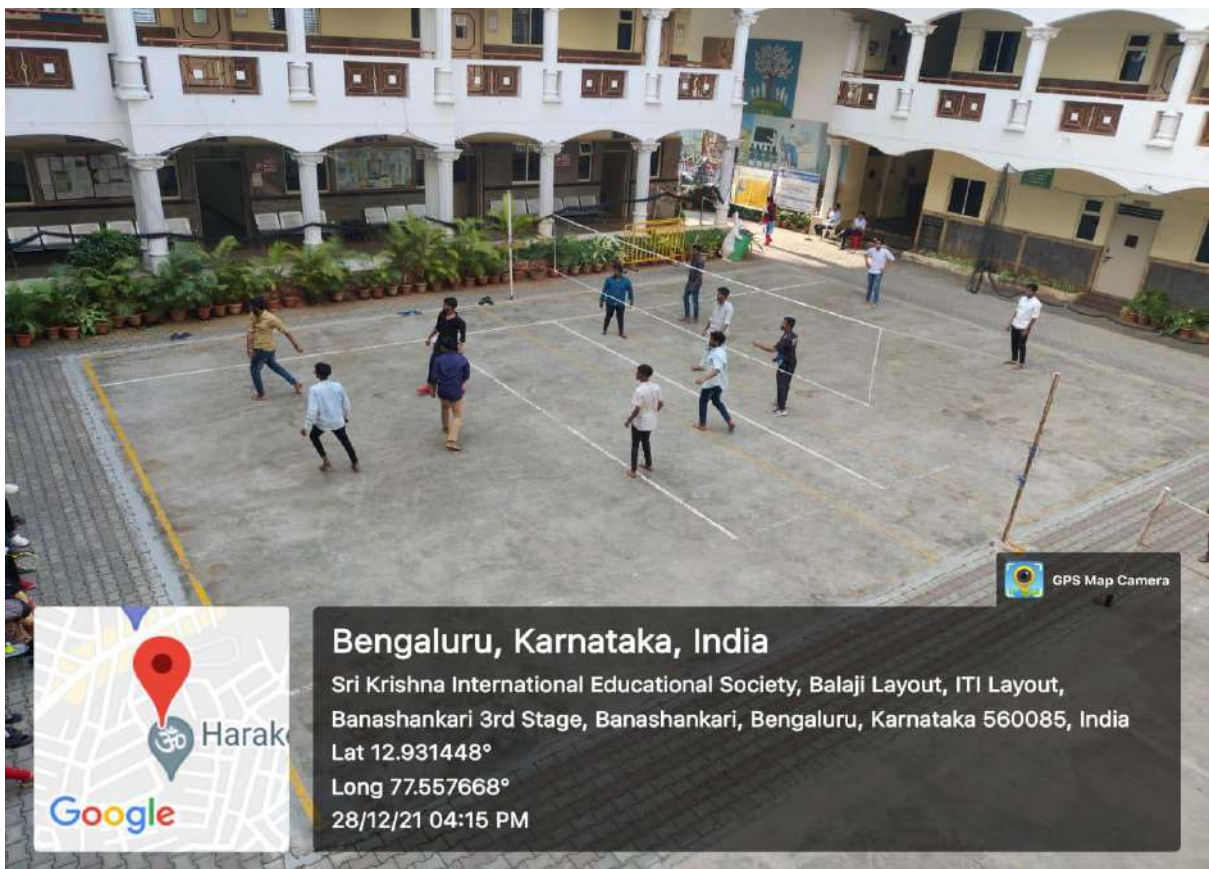 GPS Map Camera
Bengaluru, Karnataka, India
Sri Krishna International Educational Society, Balaji Layout, ITI Layout,
Banashankari 3rd Stage, Banashankari, Bengaluru, Karnataka 560085, India
Lat 12.931448°
Long 77.557668°
28/12/21 04:15 PM
ॐ Harak
Google